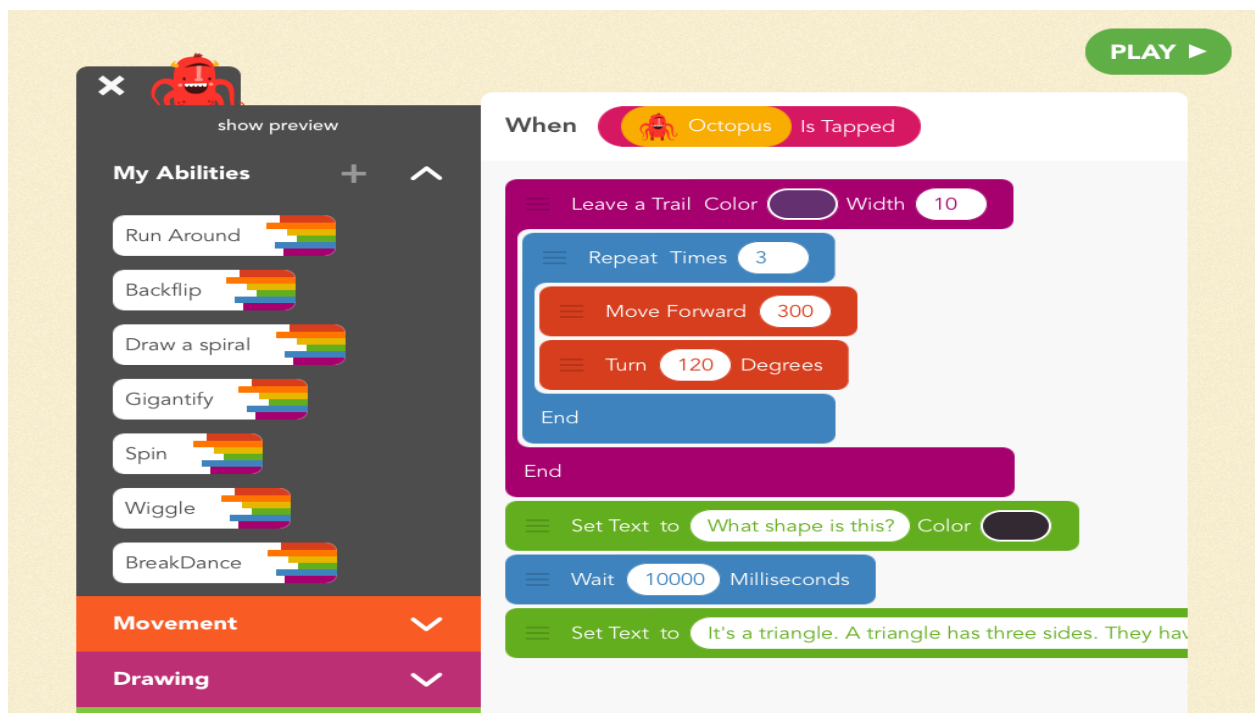 PLAY
show preview
My Abilities +
Run Around
Backflip
Draw a spiral
Gigantify
Spin
Wiggle
BreakDance
Movement
Drawing
When Octopus Is Tapped
Leave a Trail Color Width 10
Repeat Times 3
Move Forward 300
Turn 120 Degrees
End
End
Set Text to What shape is this? Color
Wait 10000 Milliseconds
Set Text to It's a triangle. A triangle has three sides. They hav